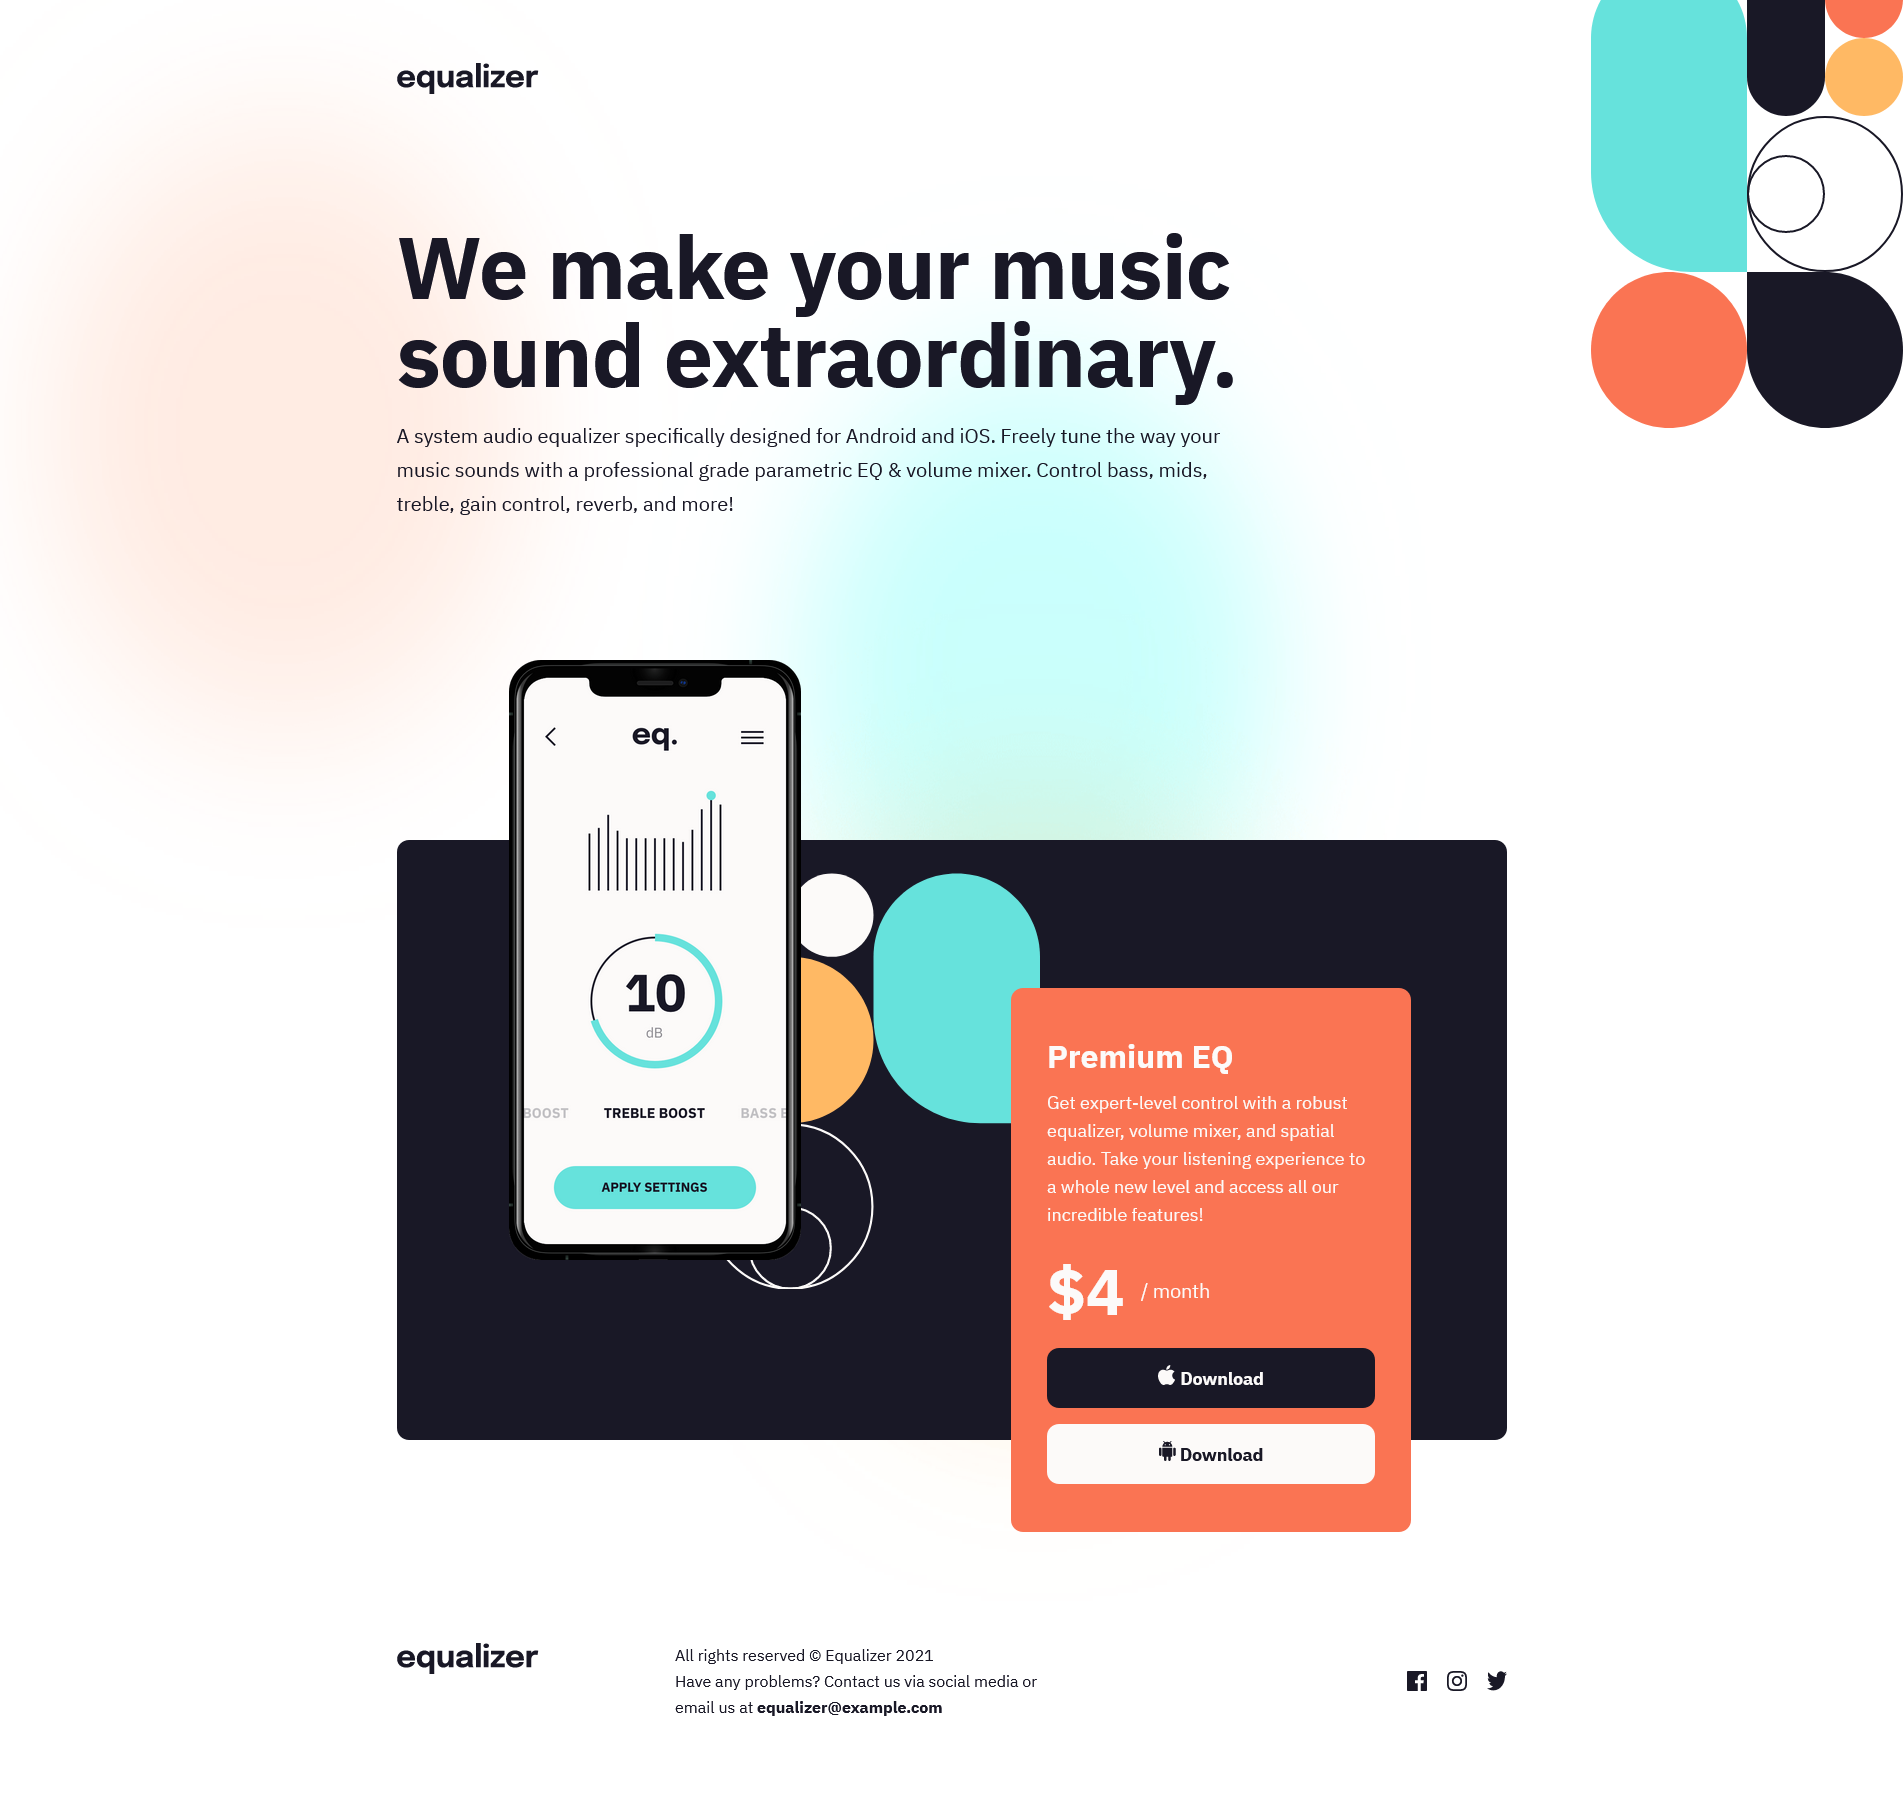 equalizer
We make your music
sound extraordinary.
A system audio equalizer specifically designed for Android and iOS. Freely tune the way your
music sounds with a professional grade parametric EQ & volume mixer. Control bass, mids,
treble, gain control, reverb, and more!
eq.
10
dB
BOOST TREBLE BOOST BASS
APPLY SETTINGS
Premium EQ
Get expert-level control with a robust
equalizer, volume mixer, and spatial
audio. Take your listening experience to
a whole new level and access all our
incredible features!
$4 / month
Download
Download
equalizer
All rights reserved © Equalizer 2021
Have any problems? Contact us via social media or
email us at equalizer@example.com